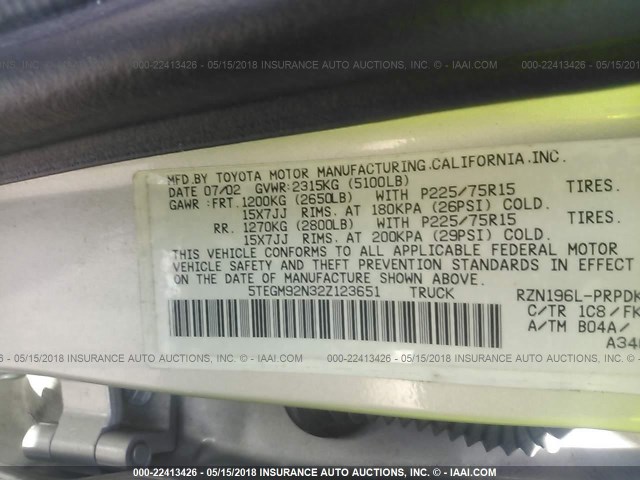 000-22413426 - 05/15/2018 INSURANCE AUTO AUCTIONS, INC. © - IAAI.COM
MFD.BY TOYOTA MOTOR MANUFACTURING.CALIFORNIA.INC.
DATE 07/02 GVWR:2315KG (5100LB)
GAWR:FRT. 1200KG (2650LB) WITH P225/75R15 TIRES.
15X7JJ RIMS. AT 180KPA (26PSI) COLD.
RR. 1270KG (2800LB) WITH P225/75R15 TIRES.
15X7JJ RIMS. AT 200KPA (29PSI) COLD.
THIS VEHICLE CONFORMS TO ALL APPLICABLE FEDERAL MOTOR
VEHICLE SAFETY AND THEFT PREVENTION STANDARDS IN EFFECT
ON THE DATE OF MANUFACTURE SHOWN ABOVE.
5TEGM92N32Z123651 TRUCK RZN196L-PRPDK
C/TR 1C8/FK
A/TM B04A/
A34
000-22413426 - 05/15/2018 INSURANCE AUTO AUCTIONS, INC. © - IAAI.COM
000-22413426 - 05/15/2018 INSURANCE AUTO AUCTIONS, INC. © - IAAI.COM